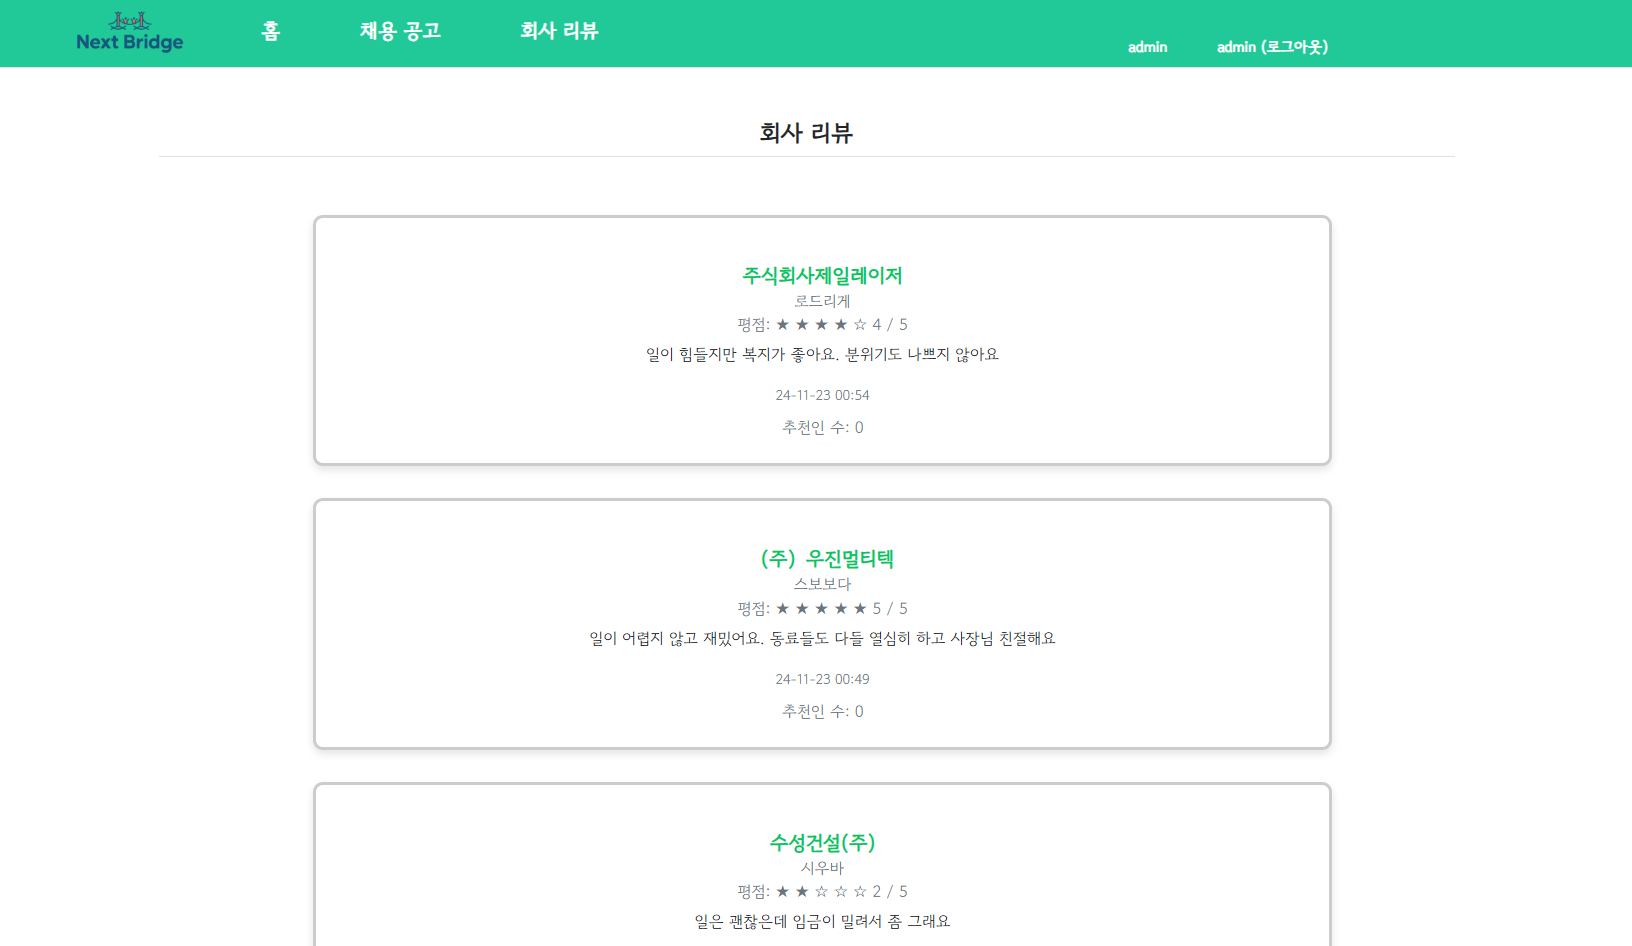 Next Bridge
홈
채용 공고
회사 리뷰
admin
admin (로그아웃)
회사 리뷰
주식회사제일레이저
로드리게
평점: ★ ★ ★ ★ ☆ 4 / 5
일이 힘들지만 복지가 좋아요. 분위기도 나쁘지 않아요
24-11-23 00:54
추천인 수: 0
(주) 우진멀티텍
스보보다
평점: ★ ★ ★ ★ ★ 5 / 5
일이 어렵지 않고 재밌어요. 동료들도 다들 열심히 하고 사장님 친절해요
24-11-23 00:49
추천인 수: 0
수성건설(주)
시우바
평점: ★ ★ ☆ ☆ ☆ 2 / 5
일은 괜찮은데 임금이 밀려서 좀 그래요